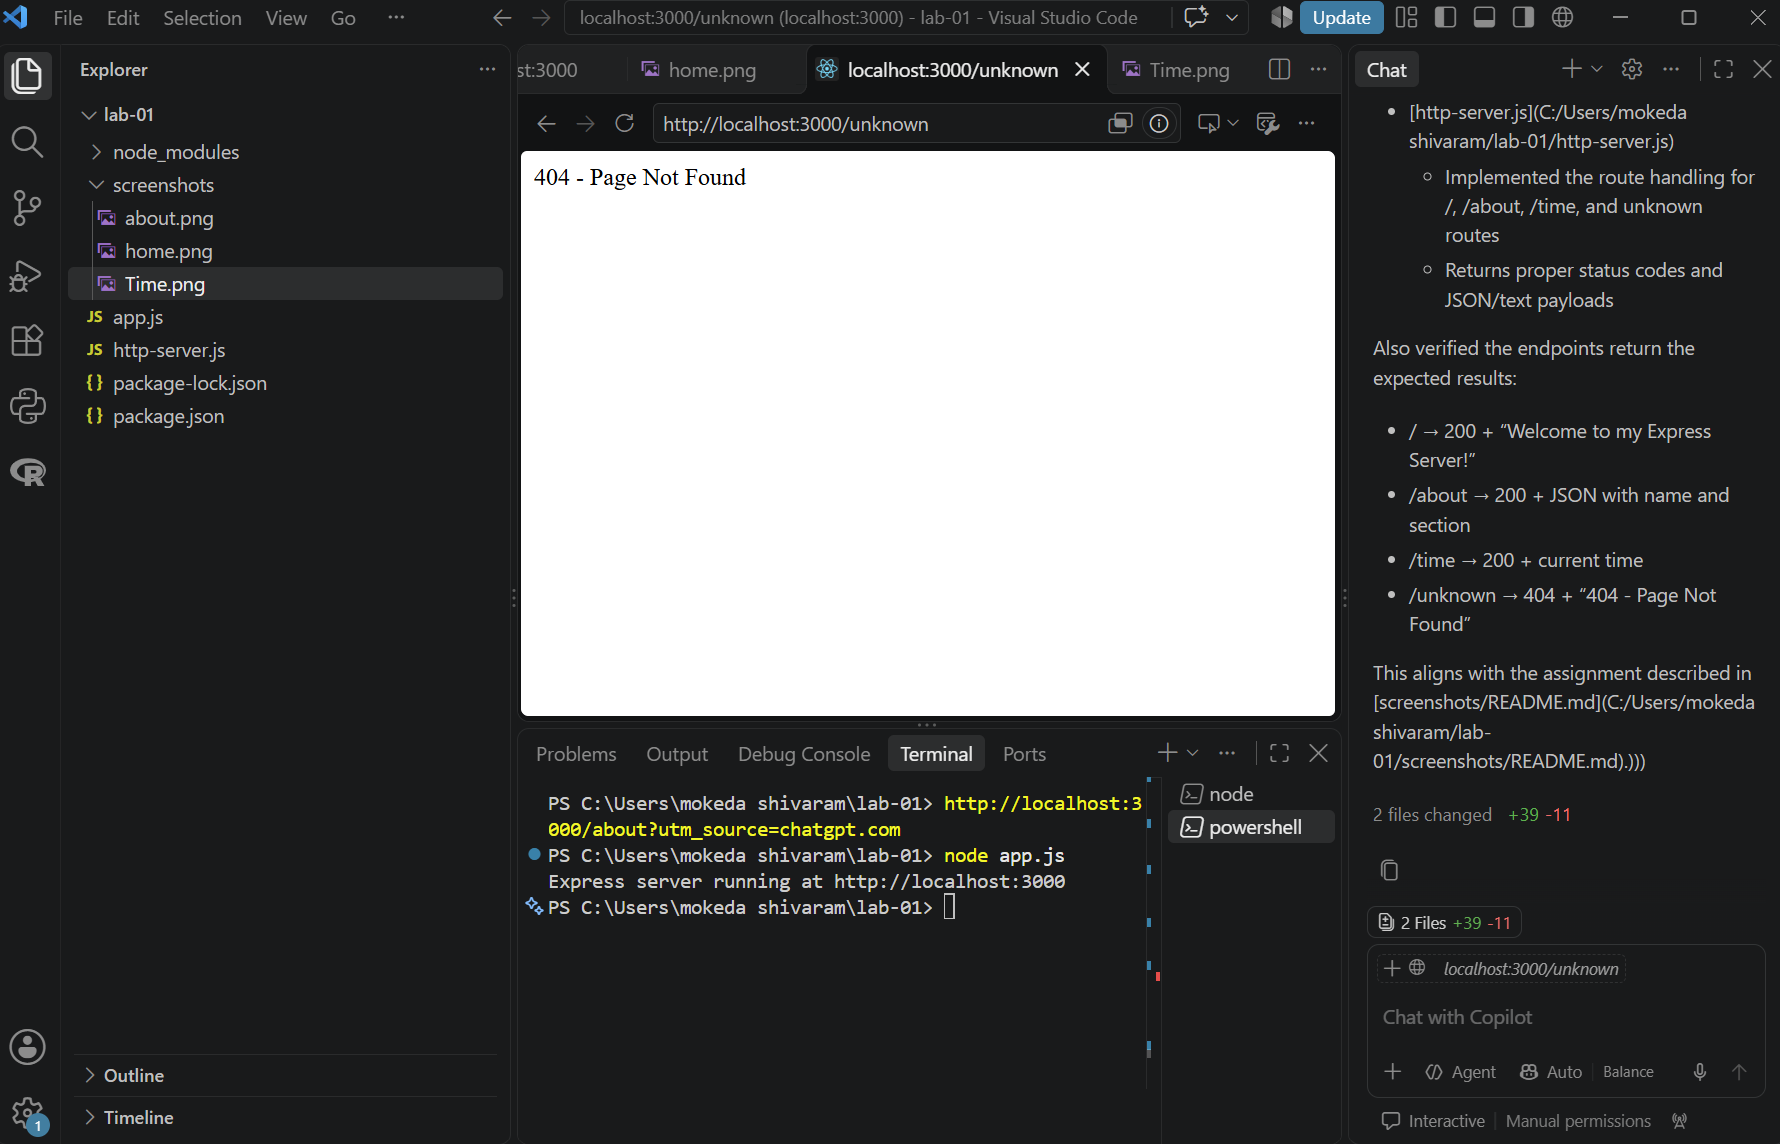 File Edit Selection View Go
localhost:3000/unknown (localhost:3000) - lab-01 - Visual Studio Code
Update
Explorer
lab-01
node_modules
screenshots
about.png
home.png
Time.png
JS app.js
JS http-server.js
{} package-lock.json
{} package.json
Outline
Timeline
1
st:3000
home.png
localhost:3000/unknown
Time.png
http://localhost:3000/unknown
404 - Page Not Found
Problems Output Debug Console Terminal Ports
PS C:\Users\mokeda shivaram\lab-01> http://localhost:3
000/about?utm_source=chatgpt.com
PS C:\Users\mokeda shivaram\lab-01> node app.js
Express server running at http://localhost:3000
PS C:\Users\mokeda shivaram\lab-01>
node
powershell
Chat
• [http-server.js](C:/Users/mokeda
shivaram/lab-01/http-server.js)
○ Implemented the route handling for
/, /about, /time, and unknown
routes
○ Returns proper status codes and
JSON/text payloads
Also verified the endpoints return the
expected results:
• / → 200 + “Welcome to my Express
Server!”
• /about → 200 + JSON with name and
section
• /time → 200 + current time
• /unknown → 404 + “404 - Page Not
Found”
This aligns with the assignment described in
[screenshots/README.md](C:/Users/mokeda
shivaram/lab-
01/screenshots/README.md).)))
2 files changed +39 -11
2 Files +39 -11
localhost:3000/unknown
Chat with Copilot
Agent Auto Balance
Interactive Manual permissions